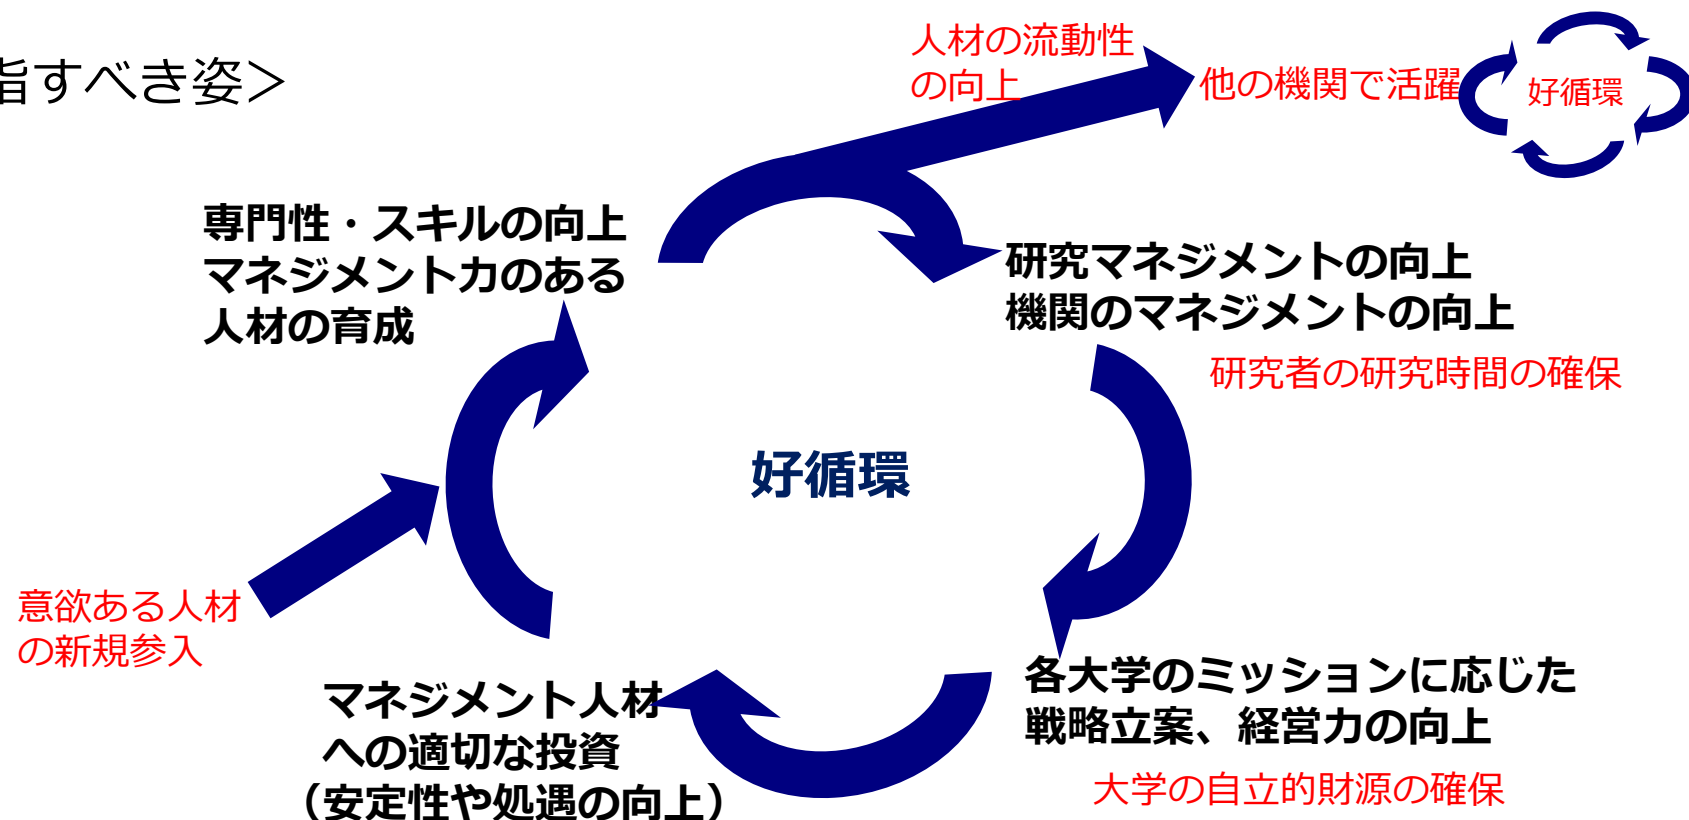 指すべき姿＞
人材の流動性
の向上
他の機関で活躍
好循環
専門性・スキルの向上
マネジメント力のある
人材の育成
研究マネジメントの向上
機関のマネジメントの向上
研究者の研究時間の確保
好循環
意欲ある人材
の新規参入
マネジメント人材
への適切な投資
（安定性や処遇の向上）
各大学のミッションに応じた
戦略立案、経営力の向上
大学の自立的財源の確保